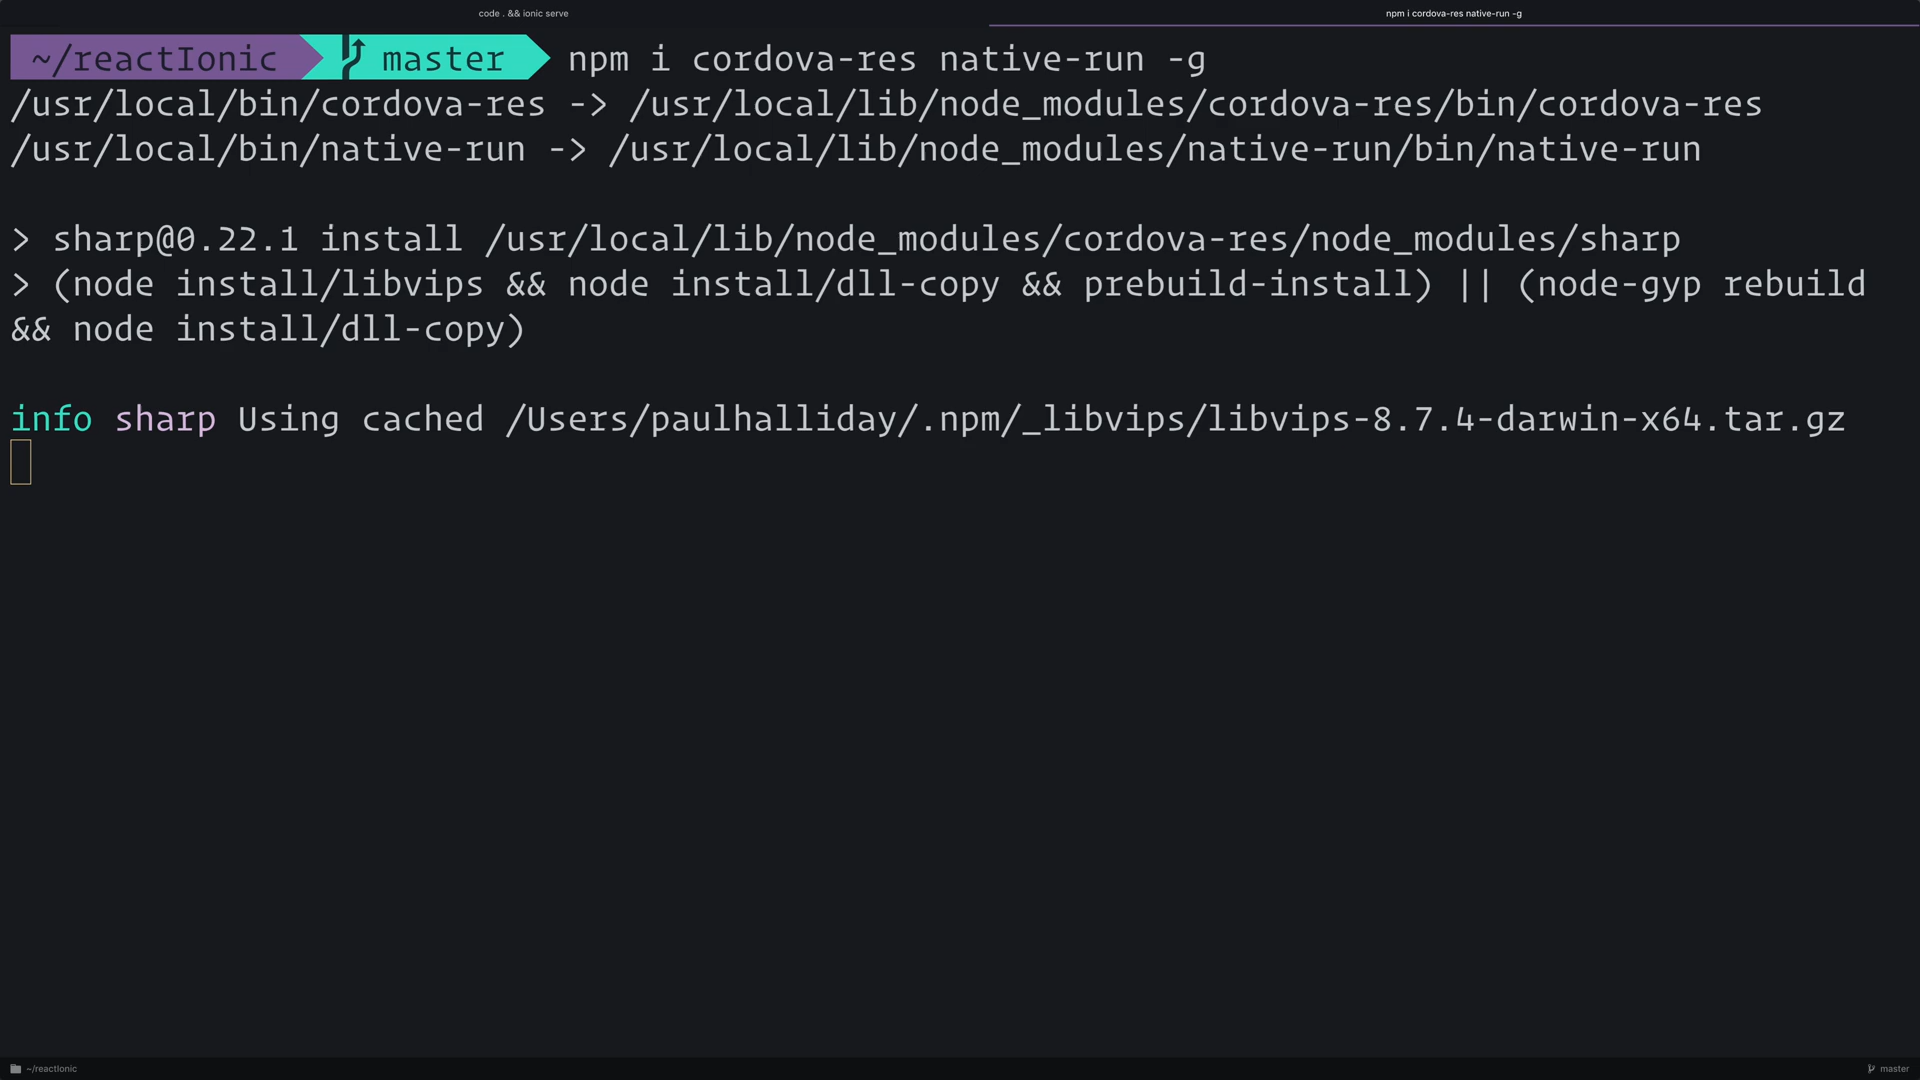 code . && ionic serve
npm i cordova-res native-run -g
~/reactIonic master npm i cordova-res native-run -g
/usr/local/bin/cordova-res -> /usr/local/lib/node_modules/cordova-res/bin/cordova-res
/usr/local/bin/native-run -> /usr/local/lib/node_modules/native-run/bin/native-run
> sharp@0.22.1 install /usr/local/lib/node_modules/cordova-res/node_modules/sharp
> (node install/libvips && node install/dll-copy && prebuild-install) || (node-gyp rebuild
&& node install/dll-copy)
info sharp Using cached /Users/paulhalliday/.npm/_libvips/libvips-8.7.4-darwin-x64.tar.gz
~/reactIonic
master